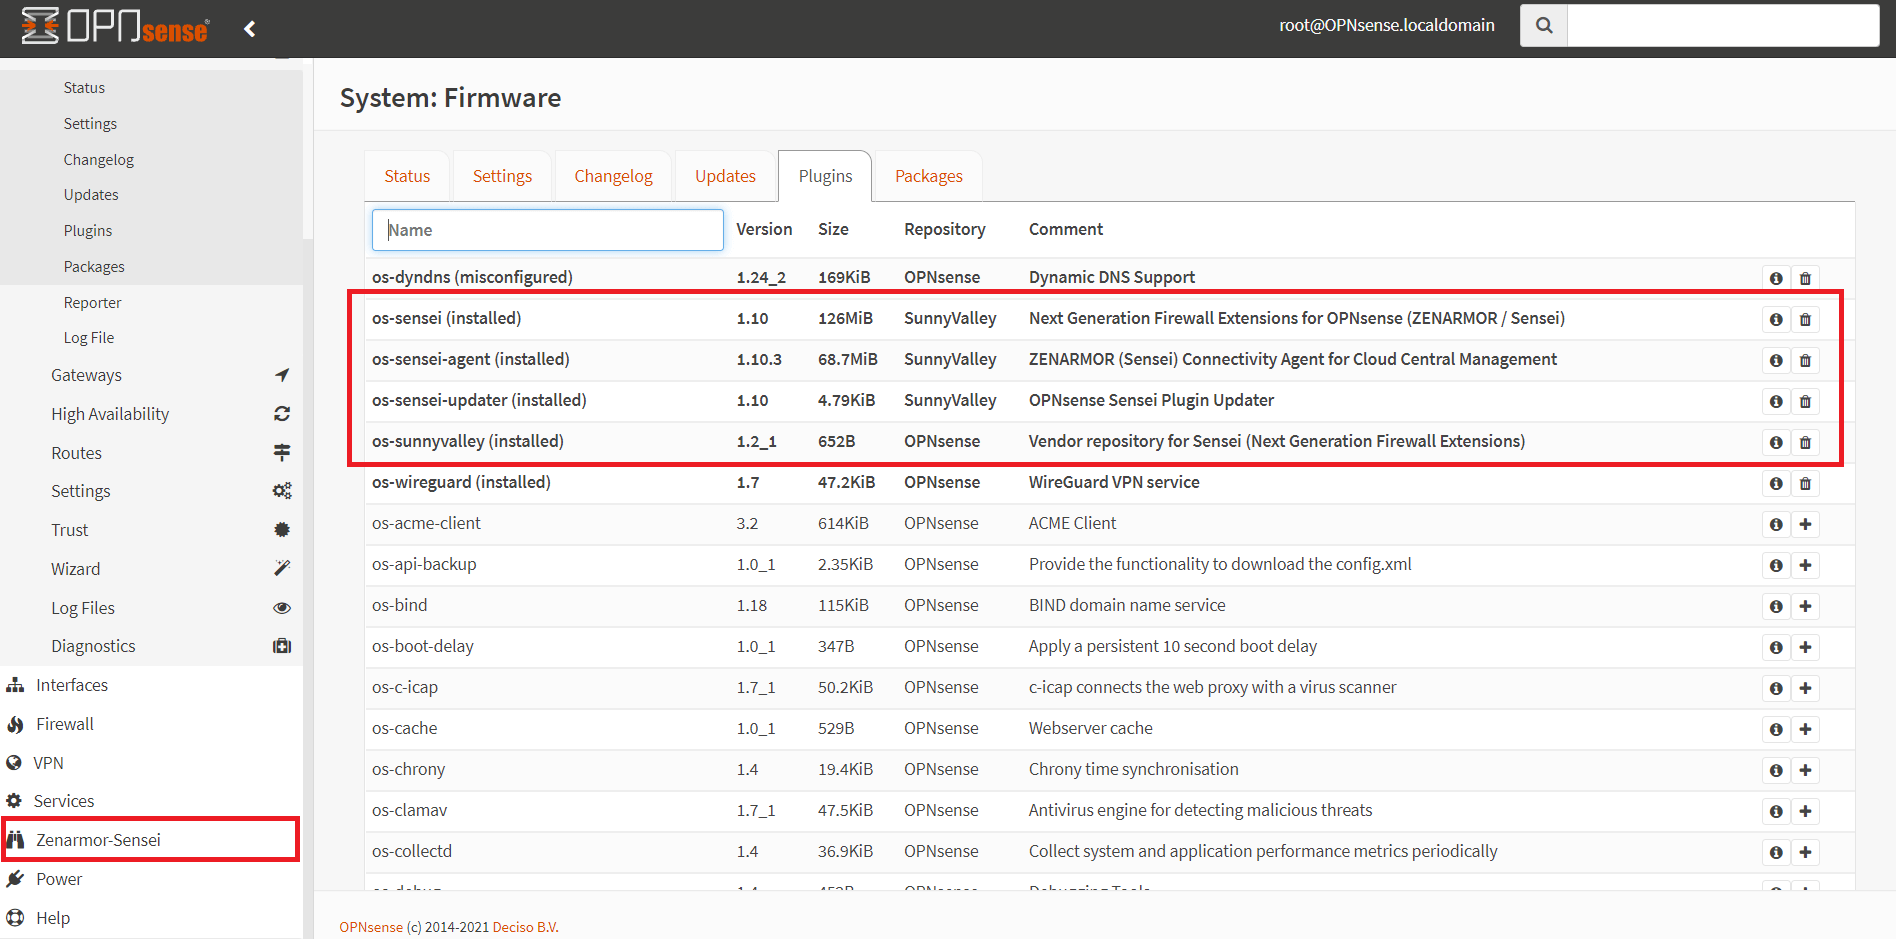 OPNsense
root@OPNsense.localdomain
Status
Settings
Changelog
Updates
Plugins
Packages
Reporter
Log File
Gateways
High Availability
Routes
Settings
Trust
Wizard
Log Files
Diagnostics
Interfaces
Firewall
VPN
Services
Zenarmor-Sensei
Power
Help
System: Firmware
Status Settings Changelog Updates Plugins Packages
Name Version Size Repository Comment
os-dyndns (misconfigured) 1.24_2 169KiB OPNsense Dynamic DNS Support
os-sensei (installed) 1.10 126MiB SunnyValley Next Generation Firewall Extensions for OPNsense (ZENARMOR / Sensei)
os-sensei-agent (installed) 1.10.3 68.7MiB SunnyValley ZENARMOR (Sensei) Connectivity Agent for Cloud Central Management
os-sensei-updater (installed) 1.10 4.79KiB SunnyValley OPNsense Sensei Plugin Updater
os-sunnyvalley (installed) 1.2_1 652B OPNsense Vendor repository for Sensei (Next Generation Firewall Extensions)
os-wireguard (installed) 1.7 47.2KiB OPNsense WireGuard VPN service
os-acme-client 3.2 614KiB OPNsense ACME Client
os-api-backup 1.0_1 2.35KiB OPNsense Provide the functionality to download the config.xml
os-bind 1.18 115KiB OPNsense BIND domain name service
os-boot-delay 1.0_1 347B OPNsense Apply a persistent 10 second boot delay
os-c-icap 1.7_1 50.2KiB OPNsense c-icap connects the web proxy with a virus scanner
os-cache 1.0_1 529B OPNsense Webserver cache
os-chrony 1.4 19.4KiB OPNsense Chrony time synchronisation
os-clamav 1.7_1 47.5KiB OPNsense Antivirus engine for detecting malicious threats
os-collectd 1.4 36.9KiB OPNsense Collect system and application performance metrics periodically
OPNsense (c) 2014-2021 Deciso B.V.